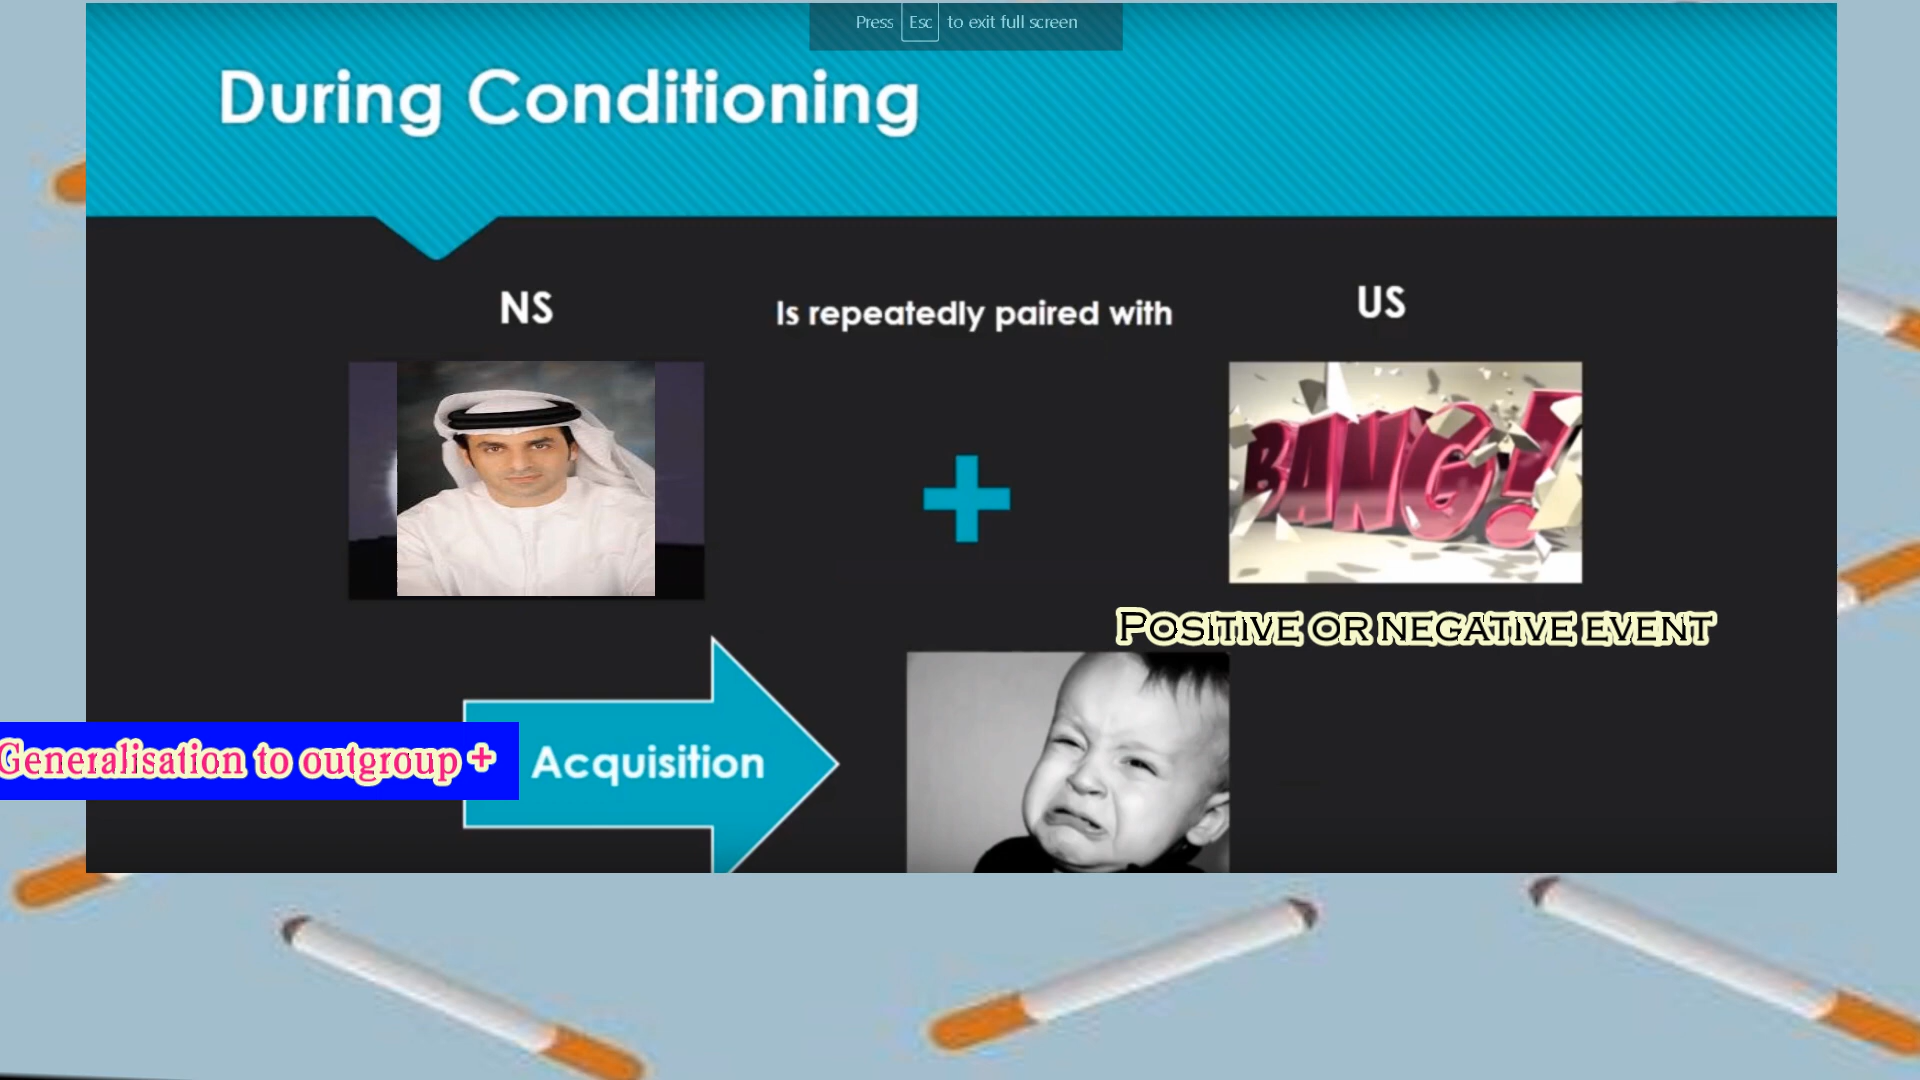 Press Esc to exit full screen
During Conditioning
NS
Is repeatedly paired with
US
BANG!
POSITIVE OR NEGATIVE EVENT
Generalisation to outgroup +
Acquisition